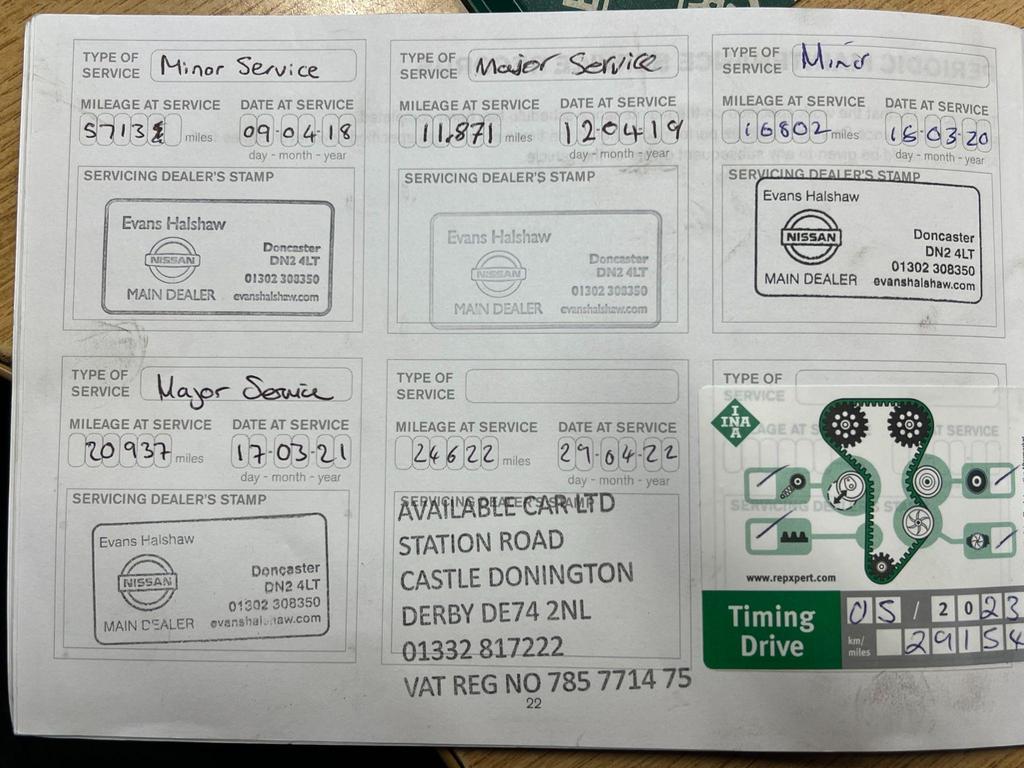 TYPE OF SERVICE Minor Service
MILEAGE AT SERVICE DATE AT SERVICE
5713 miles 09-04-18
day - month - year
SERVICING DEALER'S STAMP
Evans Halshaw
NISSAN
Doncaster
DN2 4LT
01302 308350
MAIN DEALER evanshalshaw.com
TYPE OF SERVICE Major Service
MILEAGE AT SERVICE DATE AT SERVICE
11,871 miles 12-04-19
day - month - year
SERVICING DEALER'S STAMP
Evans Halshaw
NISSAN
Doncaster
DN2 4LT
01302 308350
MAIN DEALER evanshalshaw.com
TYPE OF SERVICE Minor
MILEAGE AT SERVICE DATE AT SERVICE
16802 miles 16-03-20
day - month - year
SERVICING DEALER'S STAMP
Evans Halshaw
NISSAN
Doncaster
DN2 4LT
01302 308350
MAIN DEALER evanshalshaw.com
TYPE OF SERVICE Major Service
MILEAGE AT SERVICE DATE AT SERVICE
20937 miles 17-03-21
day - month - year
SERVICING DEALER'S STAMP
Evans Halshaw
NISSAN
Doncaster
DN2 4LT
01302 308350
MAIN DEALER evanshalshaw.com
TYPE OF SERVICE
MILEAGE AT SERVICE DATE AT SERVICE
24622 miles 29-04-22
day - month - year
SERVICING DEALER'S STAMP
AVAILABLE CAR LTD
STATION ROAD
CASTLE DONINGTON
DERBY DE74 2NL
01332 817222
VAT REG NO 785 7714 75
TYPE OF SERVICE
INA
www.repxpert.com
Timing Drive
05 / 2023
km/miles 29154
22